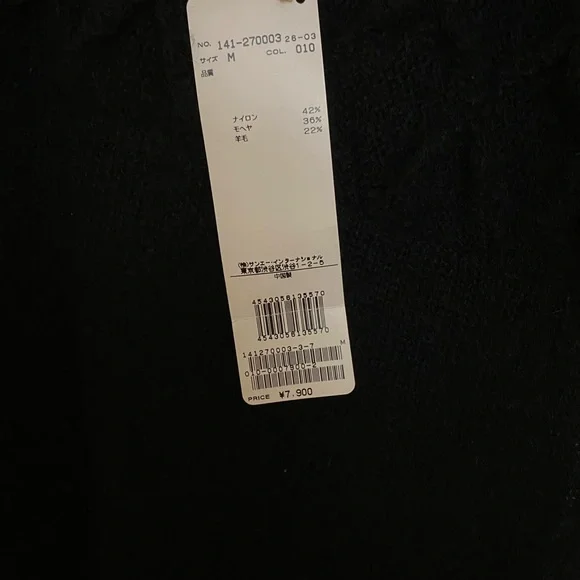 NO. 141-270003 28-03
サイズ M COL. 010
品質
ナイロン 42%
モヘヤ 36%
羊毛 22%
(株)サンエー・インターナショナル
東京都渋谷区渋谷1-2-5
中国製
4543058135570
4543058135570
141270003-3-7 M
010-0007900-2
PRICE ¥7,900